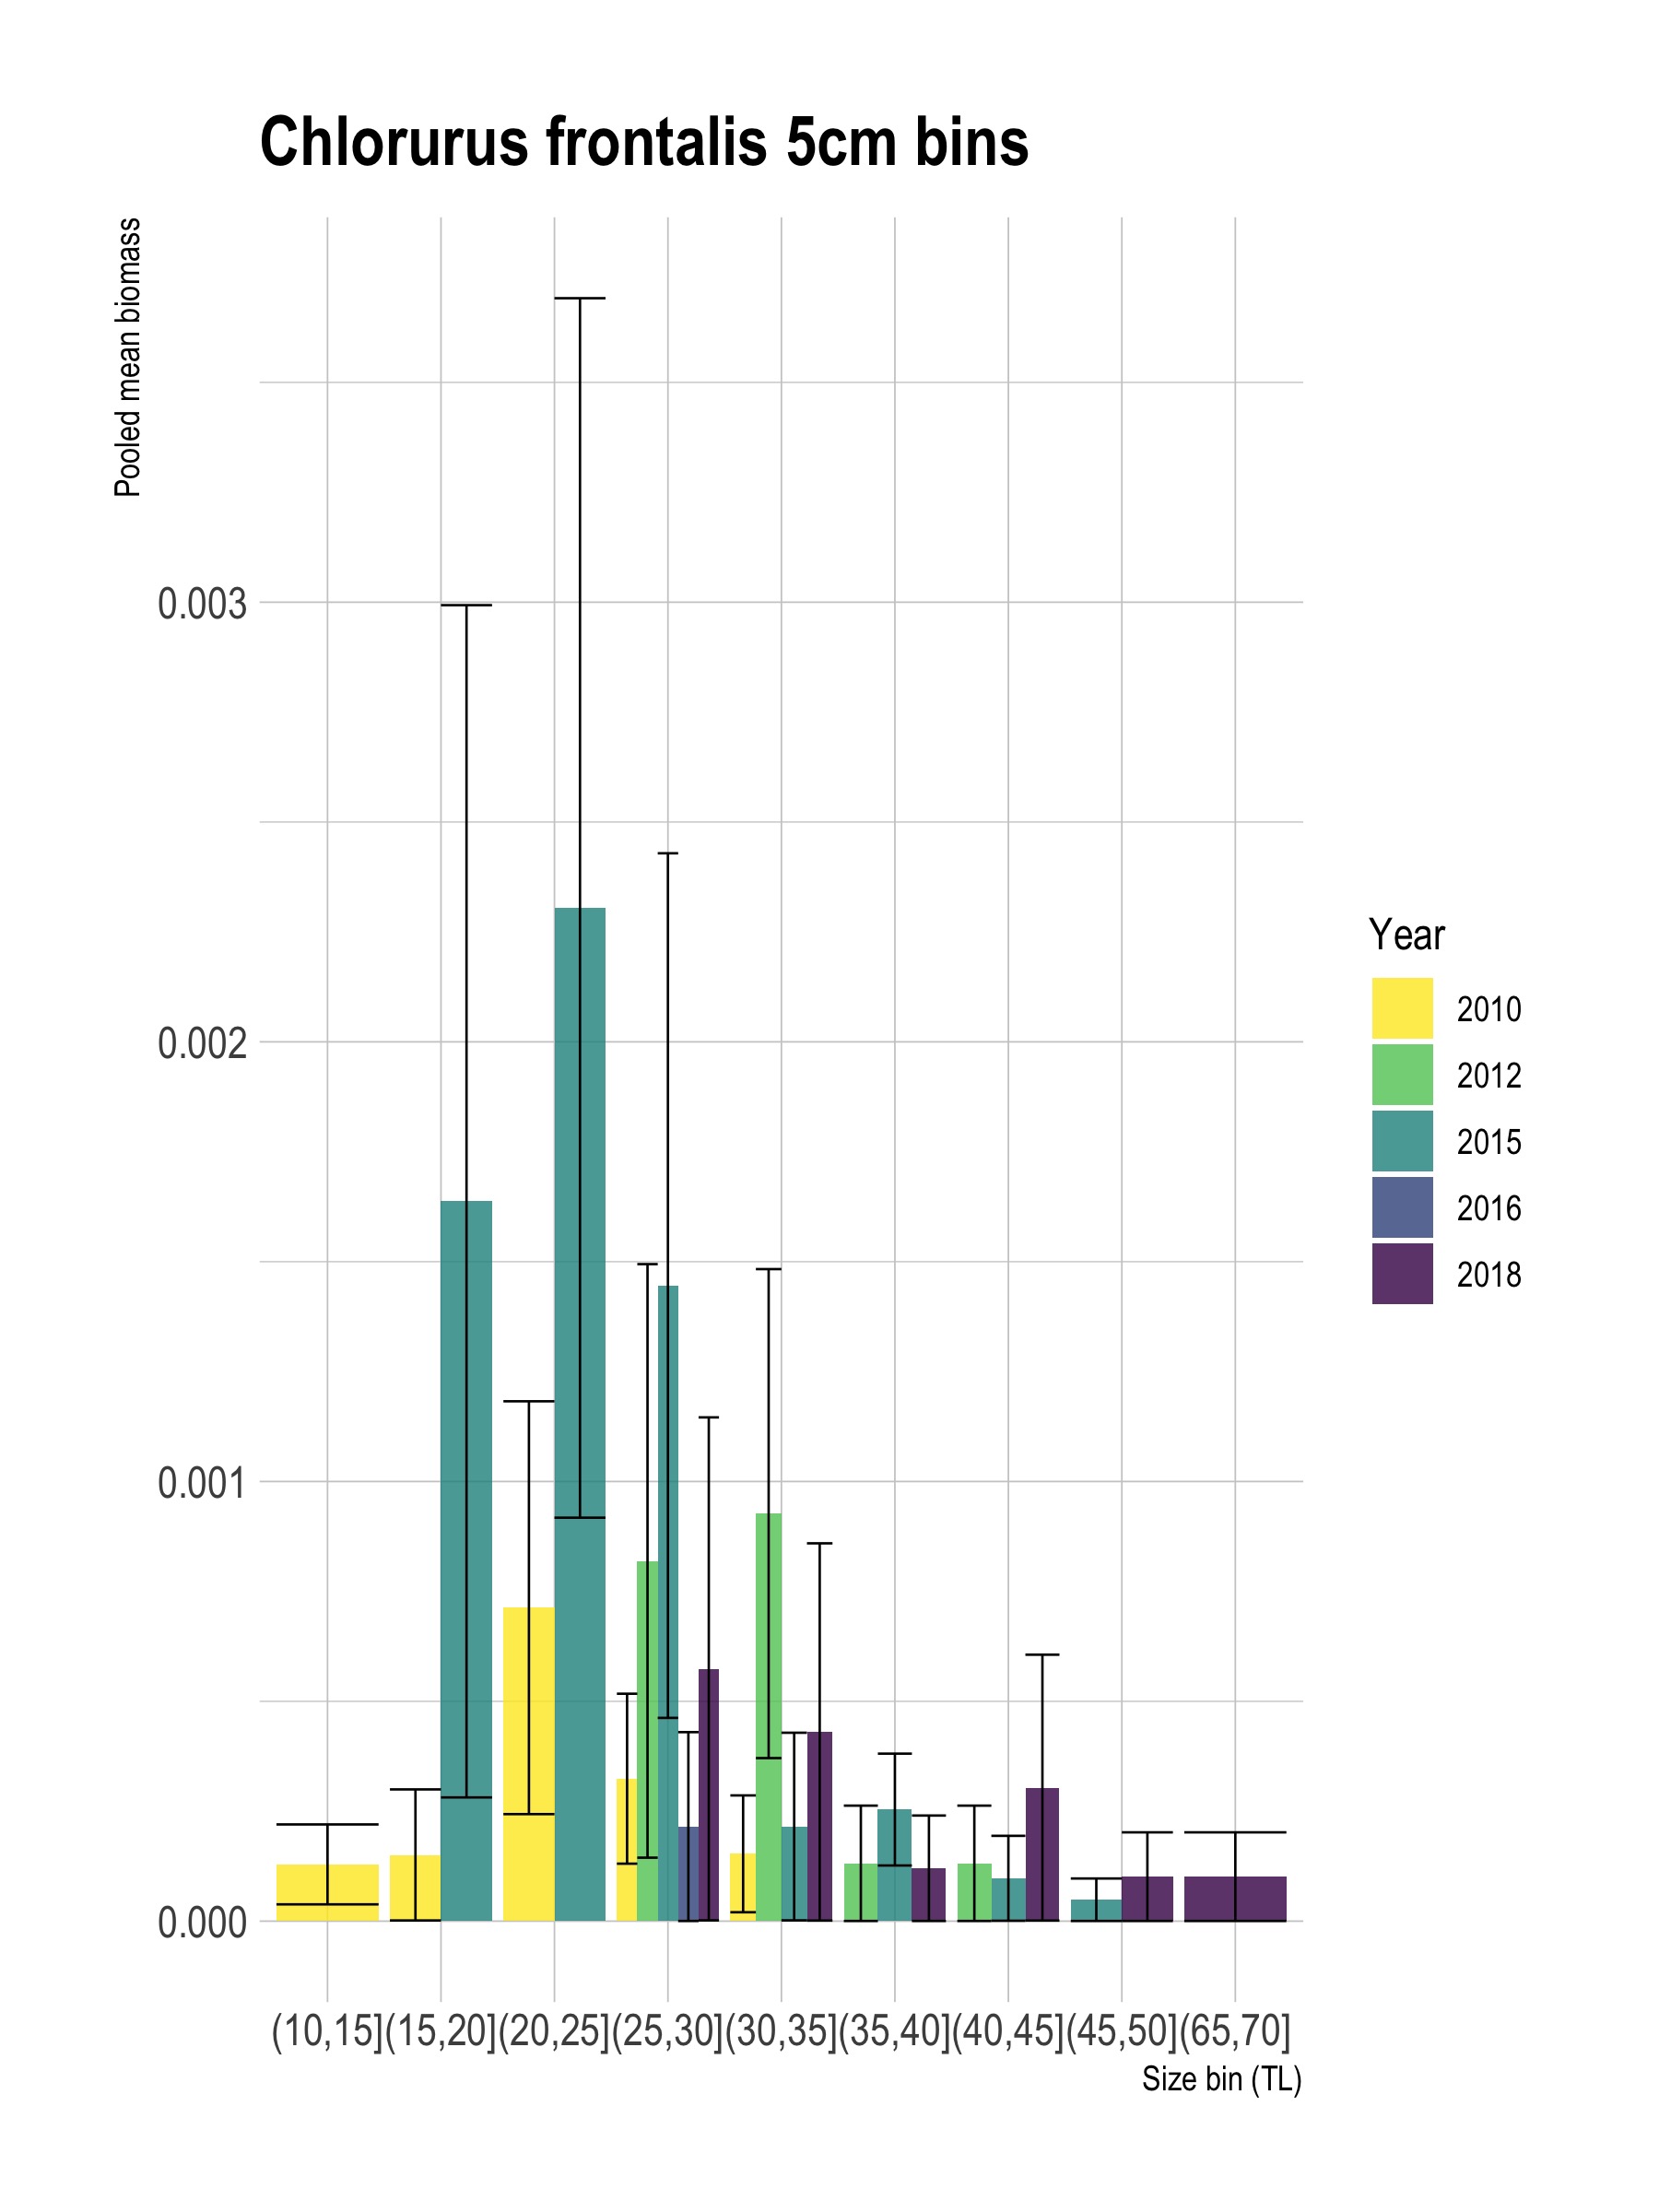 Chlorurus frontalis 5cm bins
Pooled mean biomass
0.003
0.002
0.001
0.000
(10,15](15,20](20,25](25,30](30,35](35,40](40,45](45,50](65,70]
Size bin (TL)
Year
2010
2012
2015
2016
2018